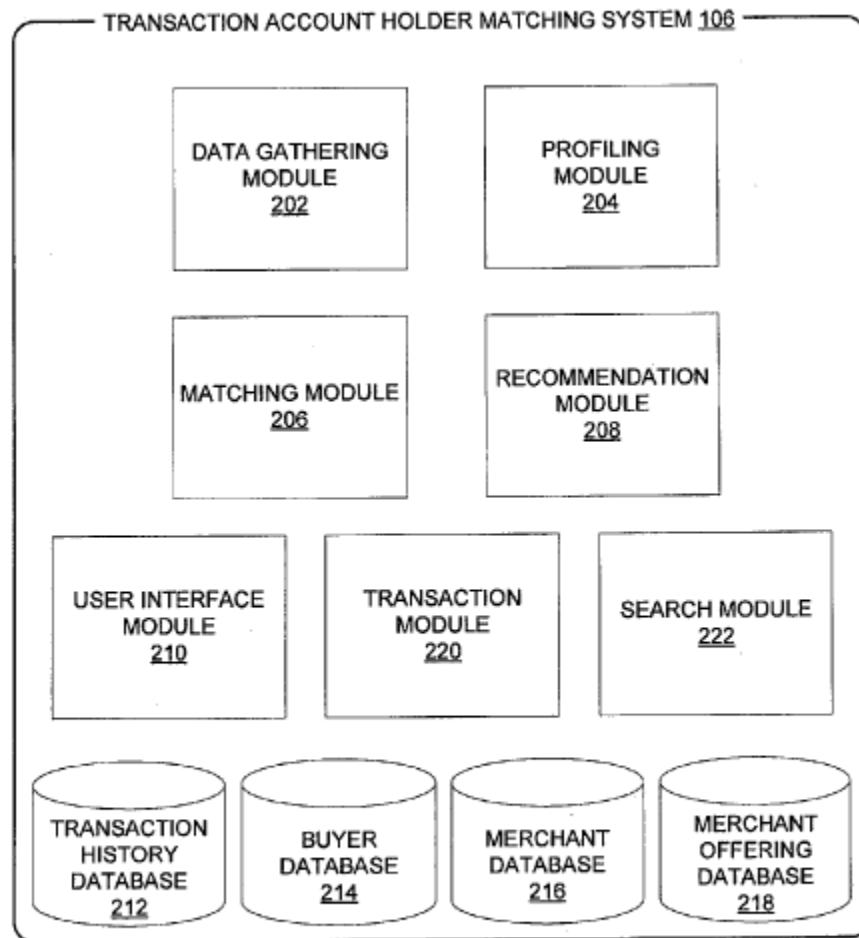 TRANSACTION ACCOUNT HOLDER MATCHING SYSTEM 106
DATA GATHERING
MODULE
202
PROFILING
MODULE
204
MATCHING MODULE
206
RECOMMENDATION
MODULE
208
USER INTERFACE
MODULE
210
TRANSACTION
MODULE
220
SEARCH MODULE
222
TRANSACTION
HISTORY
DATABASE
212
BUYER
DATABASE
214
MERCHANT
DATABASE
216
MERCHANT
OFFERING
DATABASE
218